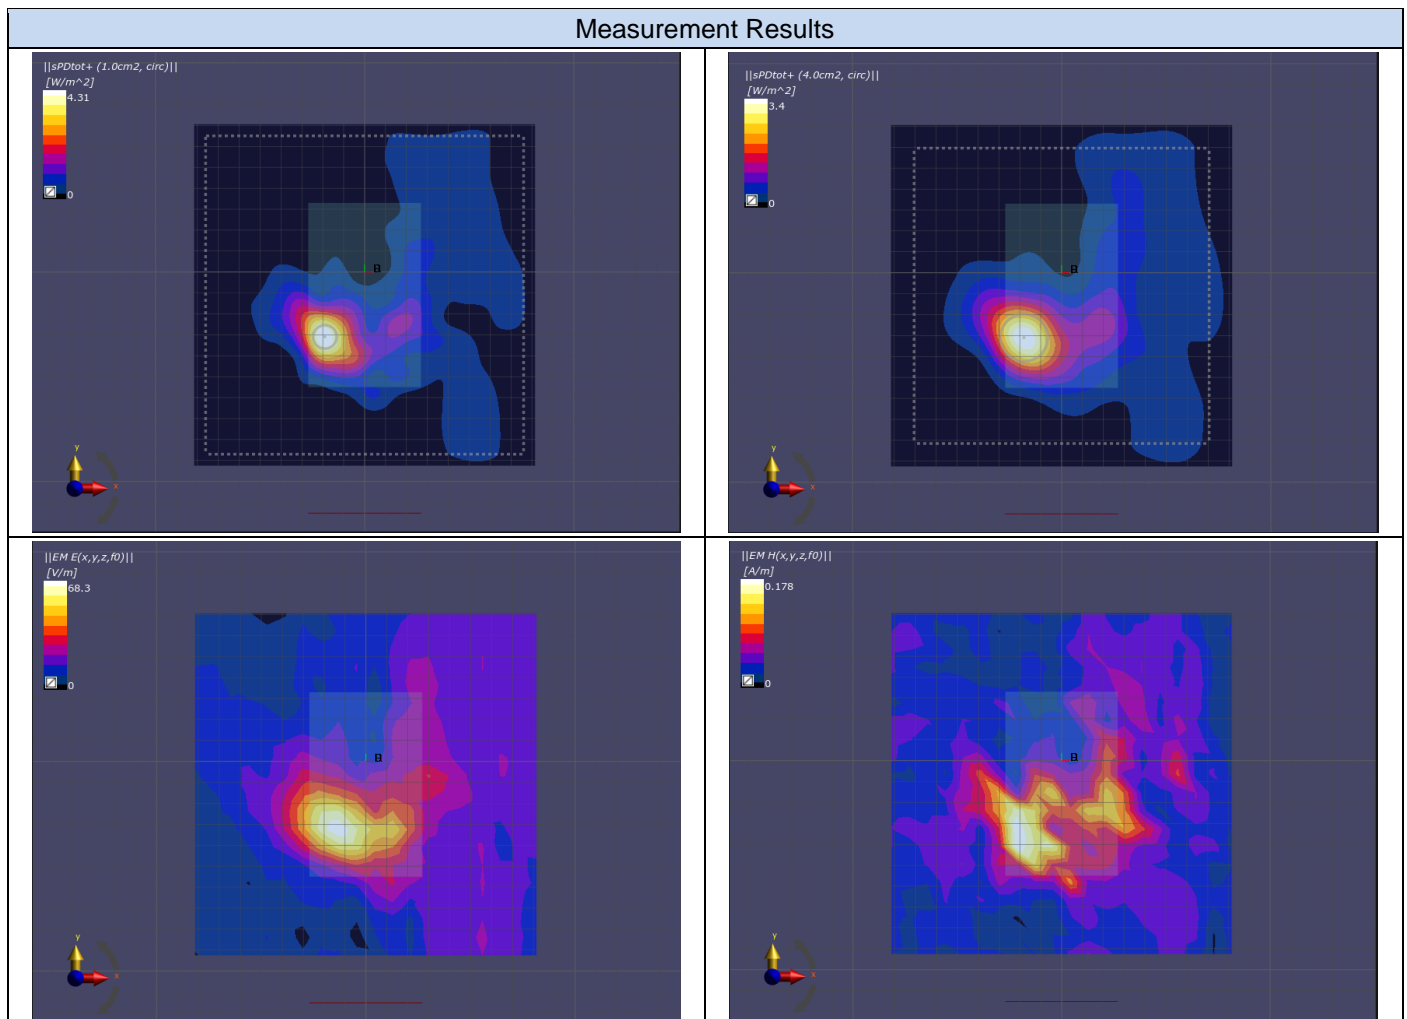 Measurement Results
||sPDtot+ (1.0cm2, circ)||
[W/m^2]
4.31
0
B
y
x
||sPDtot+ (4.0cm2, circ)||
[W/m^2]
3.4
0
y
x
||EM E(x,y,z,f0)||
[V/m]
68.3
0
y
x
||EM H(x,y,z,f0)||
[A/m]
0.178
0
y
x